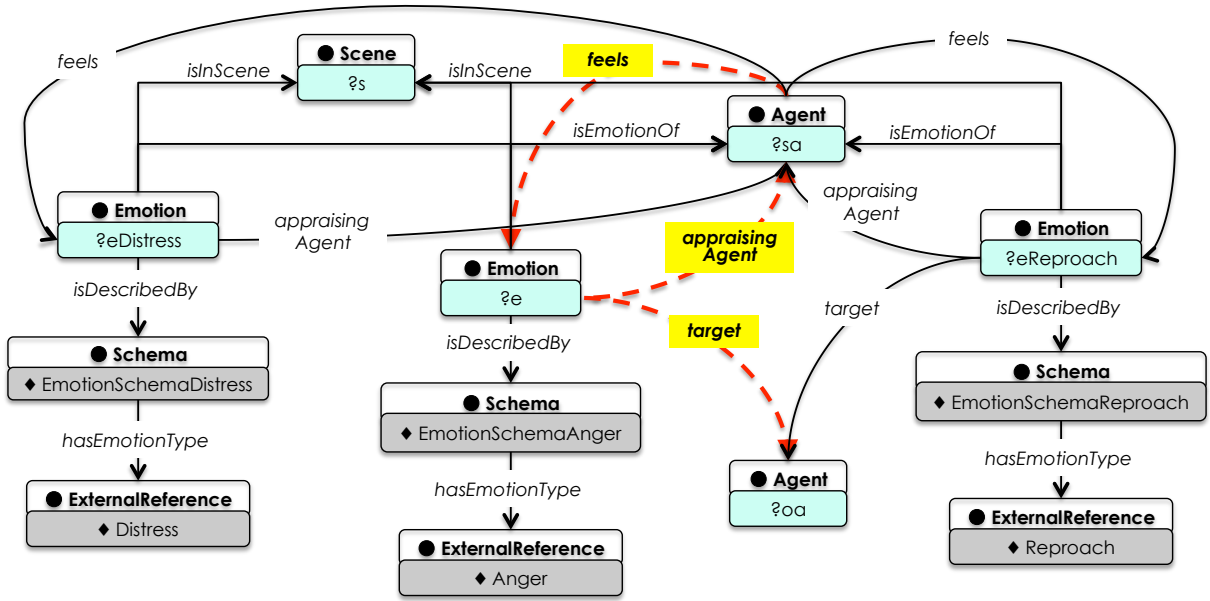 ● Scene
?s
feels
isInScene
feels
isInScene
feels
● Agent
?sa
isEmotionOf
isEmotionOf
● Emotion
?eDistress
appraising
Agent
appraising
Agent
● Emotion
?eReproach
appraising
Agent
● Emotion
?e
isDescribedBy
isDescribedBy
target
target
isDescribedBy
● Schema
♦ EmotionSchemaDistress
● Schema
♦ EmotionSchemaAnger
● Schema
♦ EmotionSchemaReproach
hasEmotionType
hasEmotionType
hasEmotionType
● Agent
?oa
● ExternalReference
♦ Distress
● ExternalReference
♦ Anger
● ExternalReference
♦ Reproach